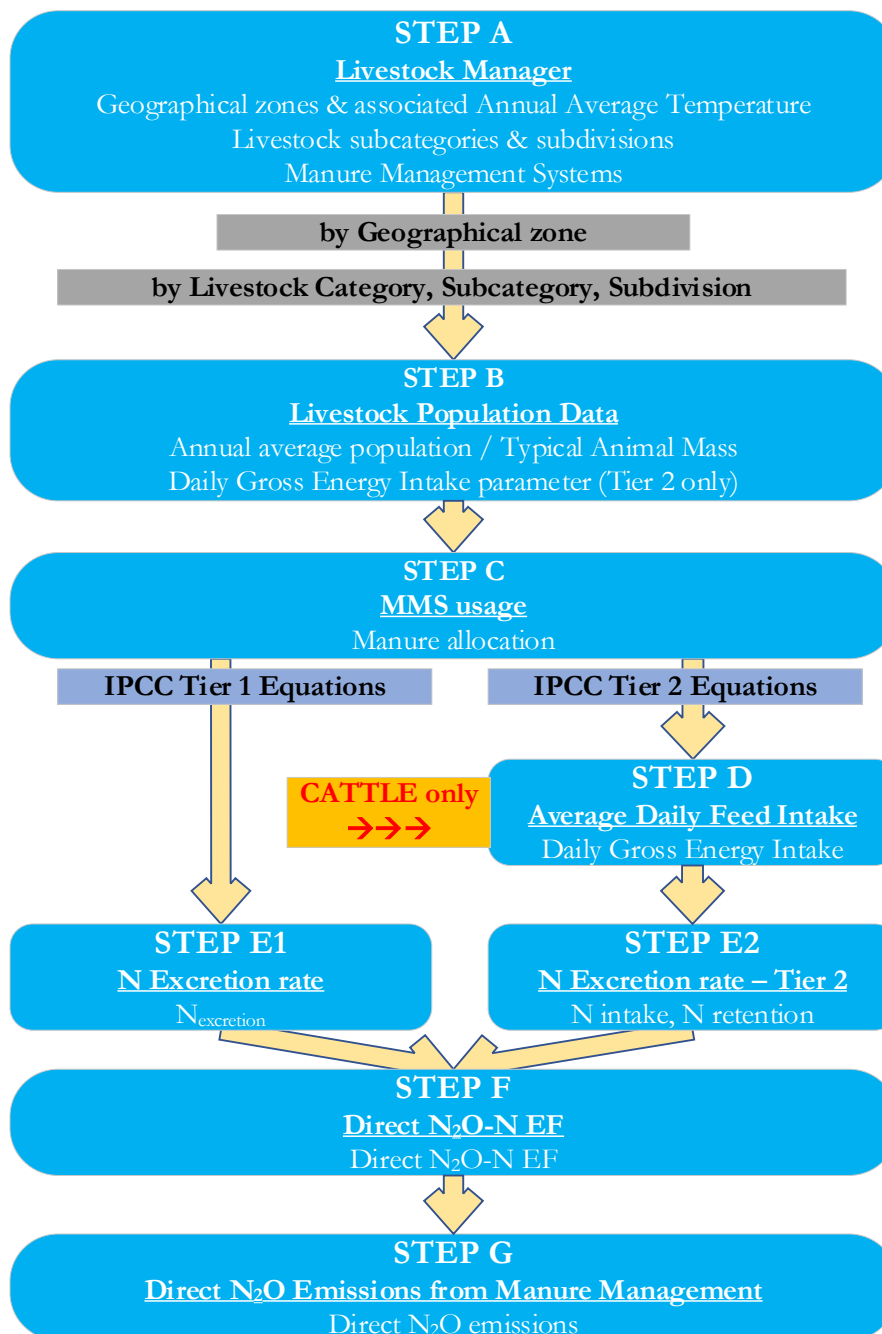 STEP A
Livestock Manager
Geographical zones & associated Annual Average Temperature
Livestock subcategories & subdivisions
Manure Management Systems
by Geographical zone
by Livestock Category, Subcategory, Subdivision
STEP B
Livestock Population Data
Annual average population / Typical Animal Mass
Daily Gross Energy Intake parameter (Tier 2 only)
STEP C
MMS usage
Manure allocation
IPCC Tier 1 Equations
IPCC Tier 2 Equations
CATTLE only
→→→
STEP D
Average Daily Feed Intake
Daily Gross Energy Intake
STEP E1
N Excretion rate
Nexcretion
STEP E2
N Excretion rate – Tier 2
N intake, N retention
STEP F
Direct N₂O-N EF
Direct N₂O-N EF
STEP G
Direct N₂O Emissions from Manure Management
Direct N₂O emissions